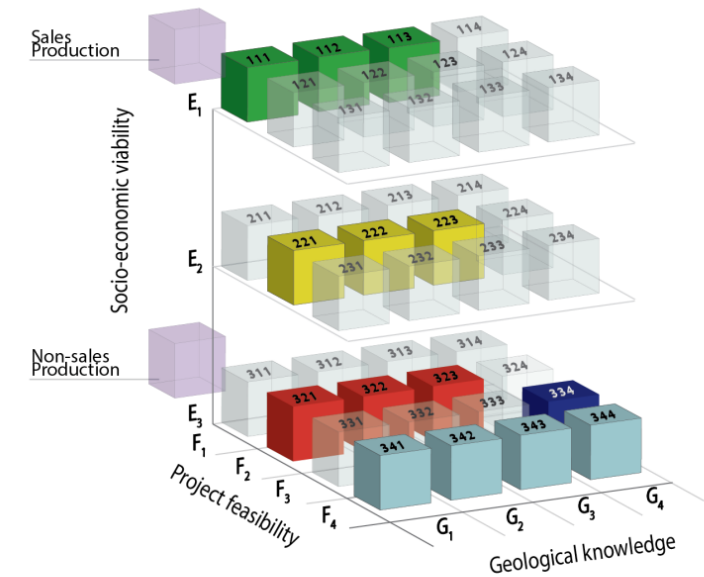 Sales
Production
111
112
113
114
121
122
123
124
131
132
133
134
E1
Socio-economic viability
211
212
213
214
221
222
223
224
231
232
233
234
E2
Non-sales
Production
311
312
313
314
321
322
323
324
331
332
333
334
341
342
343
344
E3
F1
F2
F3
F4
Project feasibility
G1
G2
G3
G4
Geological knowledge